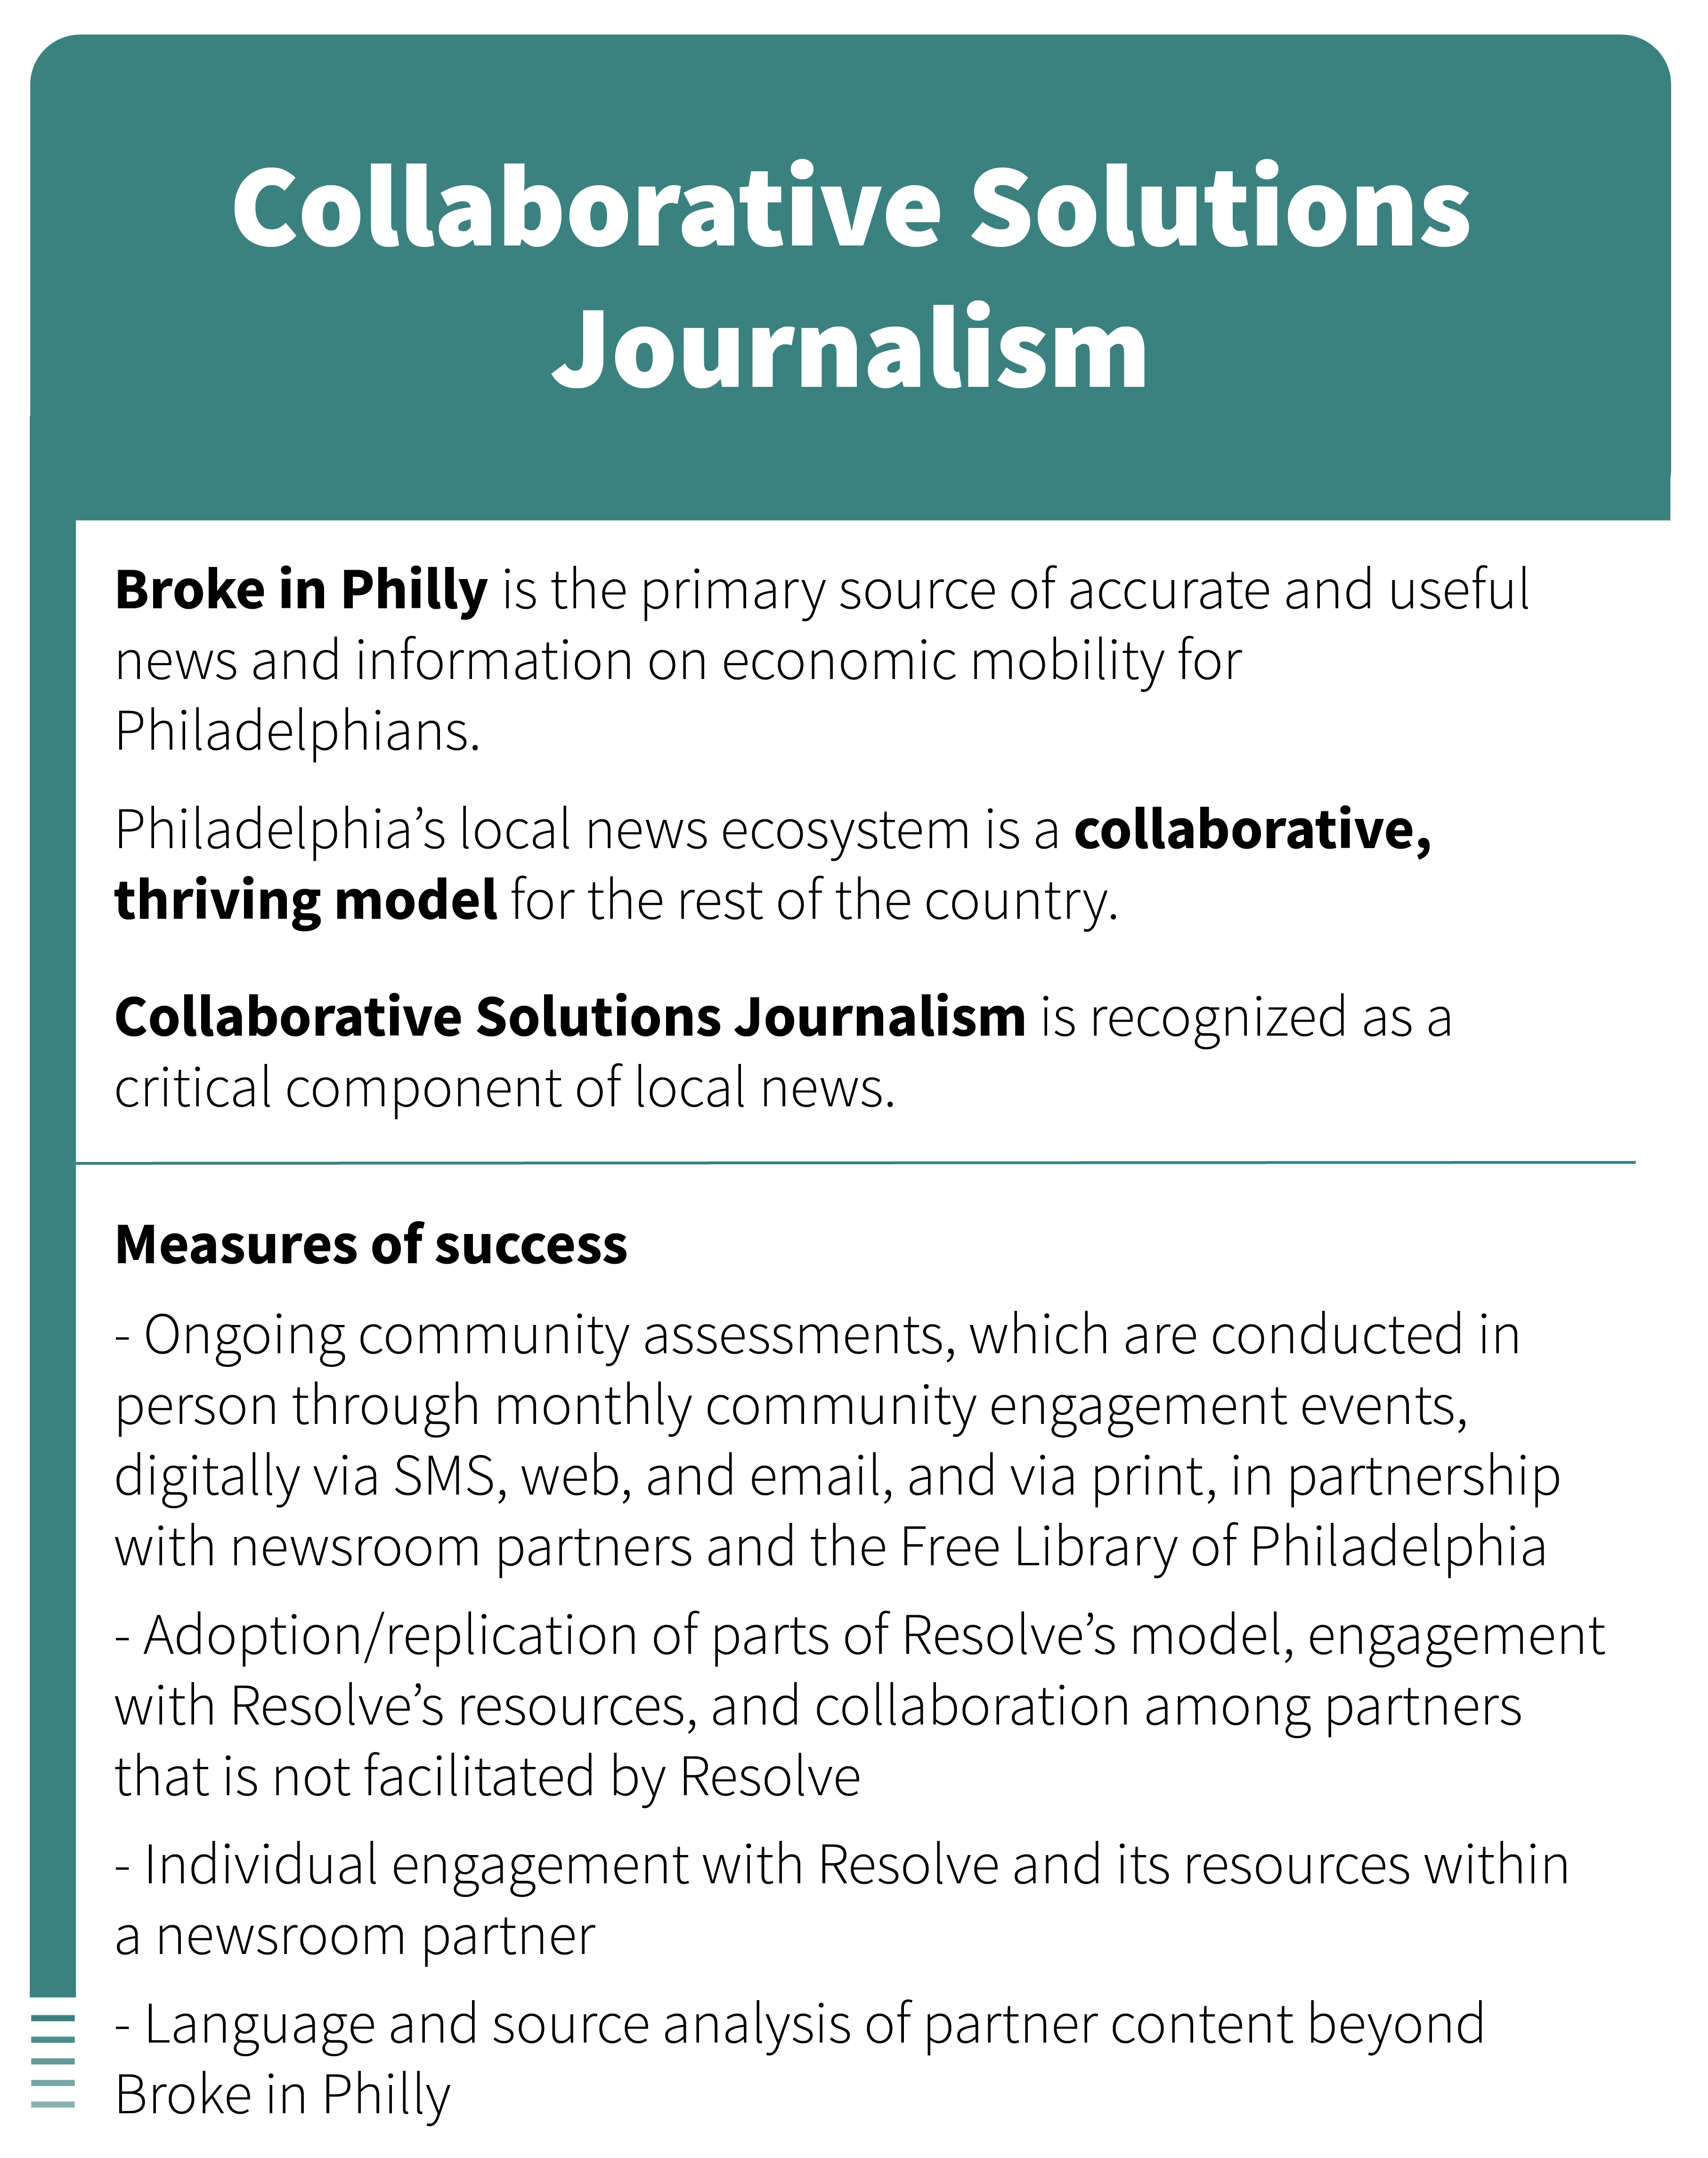 Collaborative Solutions
Journalism
Broke in Philly is the primary source of accurate and useful
news and information on economic mobility for
Philadelphians.
Philadelphia’s local news ecosystem is a collaborative,
thriving model for the rest of the country.
Collaborative Solutions Journalism is recognized as a
critical component of local news.
Measures of success
- Ongoing community assessments, which are conducted in
person through monthly community engagement events,
digitally via SMS, web, and email, and via print, in partnership
with newsroom partners and the Free Library of Philadelphia
- Adoption/replication of parts of Resolve’s model, engagement
with Resolve’s resources, and collaboration among partners
that is not facilitated by Resolve
- Individual engagement with Resolve and its resources within
a newsroom partner
- Language and source analysis of partner content beyond
Broke in Philly